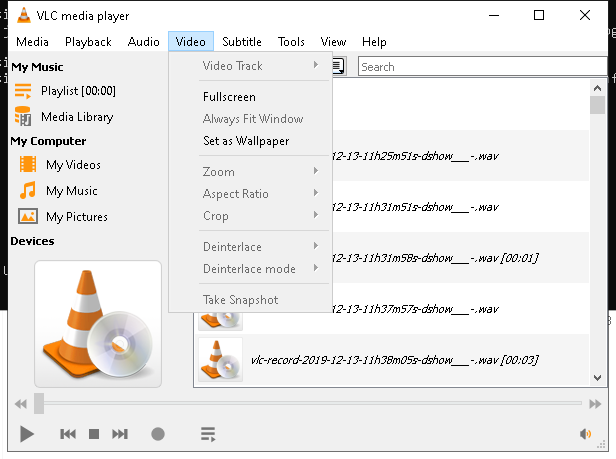 VLC media player
Media Playback Audio Video Subtitle Tools View Help
My Music
Playlist [00:00]
Media Library
My Computer
My Videos
My Music
My Pictures
Devices
Video Track
Fullscreen
Always Fit Window
Set as Wallpaper
Zoom
Aspect Ratio
Crop
Deinterlace
Deinterlace mode
Take Snapshot
Search
12-13-11h25m51s-dshow___-.wav
12-13-11h31m51s-dshow___-.wav
12-13-11h31m58s-dshow___-.wav [00:01]
12-13-11h37m57s-dshow___-.wav
vlc-record-2019-12-13-11h38m05s-dshow___-.wav [00:03]